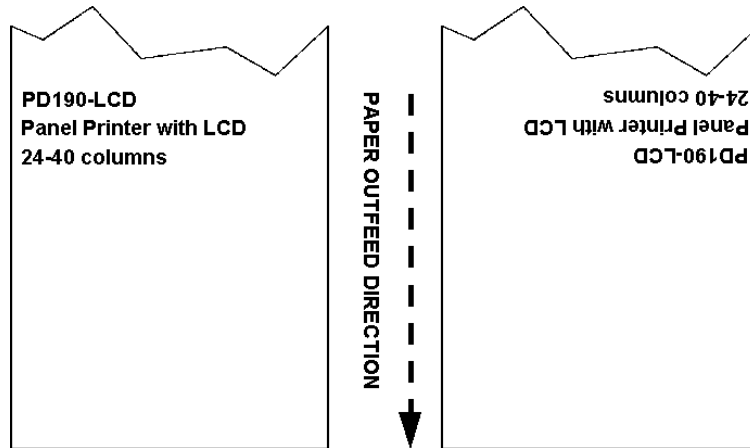 PD190-LCD
Panel Printer with LCD
24-40 columns
PAPER OUTFEED DIRECTION
PD190-LCD
Panel Printer with LCD
24-40 columns